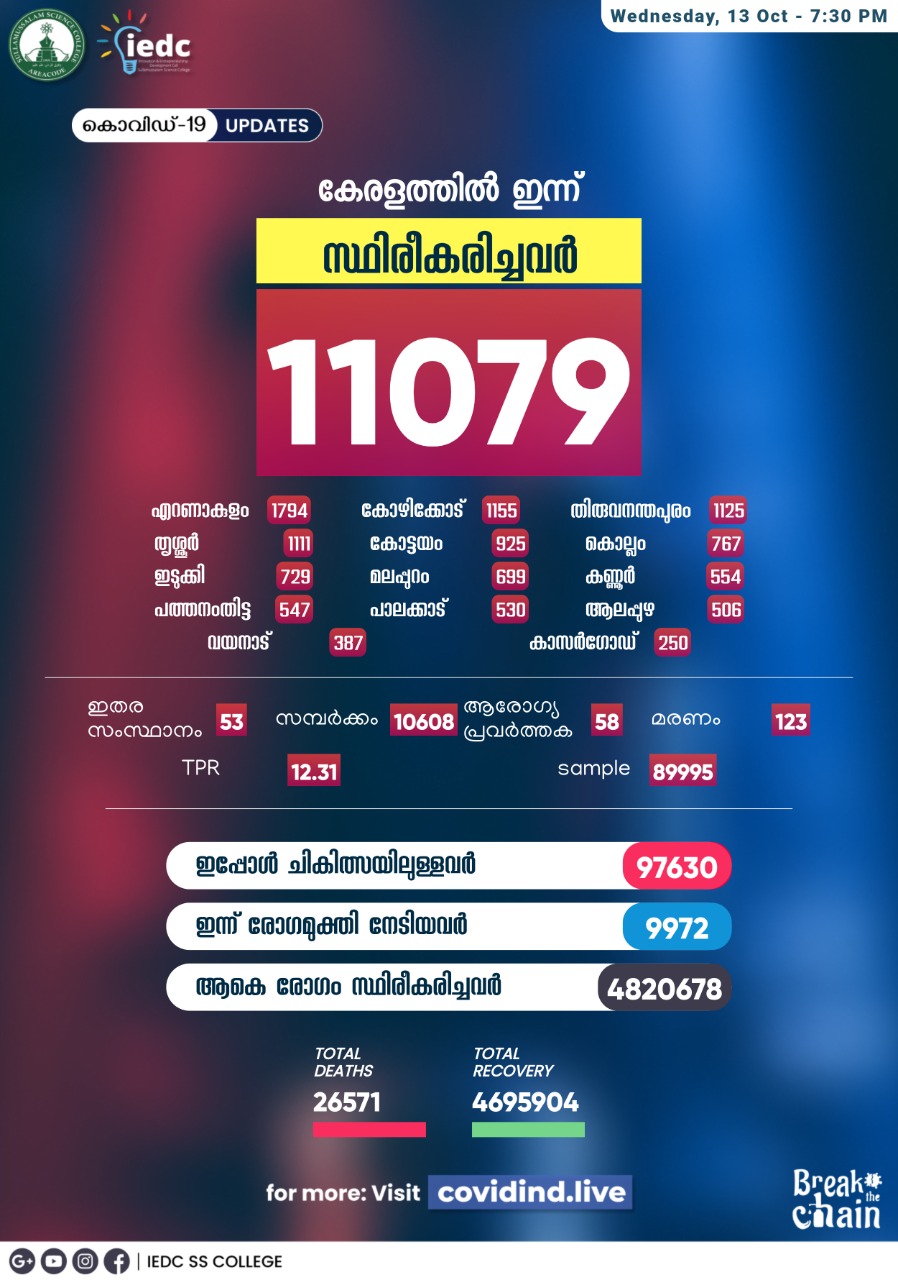 Wednesday, 13 Oct - 7:30 PM
SULLAMUSSALAM SCIENCE COLLEGE
AREACODE
iedc
കൊവിഡ്-19 UPDATES
കേരളത്തിൽ ഇന്ന്
സ്ഥിരീകരിച്ചവർ
11079
എറണാകുളം 1794 കോഴിക്കോട് 1155 തിരുവനന്തപുരം 1125
തൃശ്ശൂർ 1111 കോട്ടയം 925 കൊല്ലം 767
ഇടുക്കി 729 മലപ്പുറം 699 കണ്ണൂർ 554
പത്തനംതിട്ട 547 പാലക്കാട് 530 ആലപ്പുഴ 506
വയനാട് 387 കാസർഗോഡ് 250
ഇതര സംസ്ഥാനം 53 സമ്പർക്കം 10608 ആരോഗ്യ പ്രവർത്തക 58 മരണം 123
TPR 12.31 sample 89995
ഇപ്പോൾ ചികിത്സയിലുള്ളവർ 97630
ഇന്ന് രോഗമുക്തി നേടിയവർ 9972
ആകെ രോഗം സ്ഥിരീകരിച്ചവർ 4820678
TOTAL DEATHS
26571
TOTAL RECOVERY
4695904
for more: Visit covidind.live
Break the chain
G+ f | IEDC SS COLLEGE